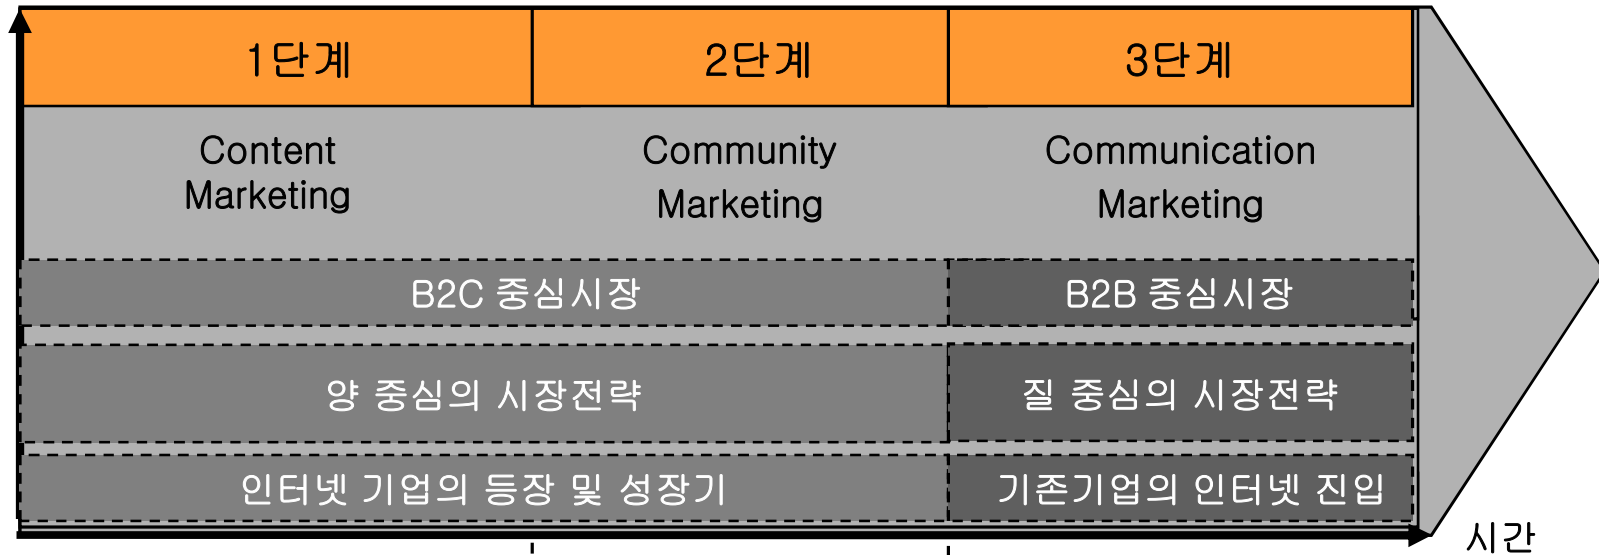 1단계
2단계
3단계
Content
Marketing
Community
Marketing
Communication
Marketing
B2C 중심시장
B2B 중심시장
양 중심의 시장전략
질 중심의 시장전략
인터넷 기업의 등장 및 성장기
기존기업의 인터넷 진입
시간